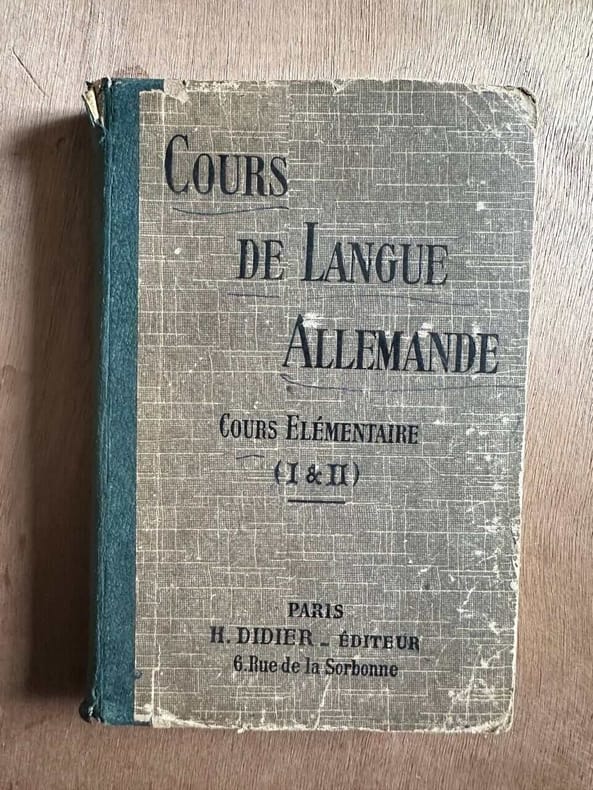 COURS
DE LANGUE
ALLEMANDE
COURS ELÉMENTAIRE
(I & II)
PARIS
H. DIDIER - ÉDITEUR
6. Rue de la Sorbonne